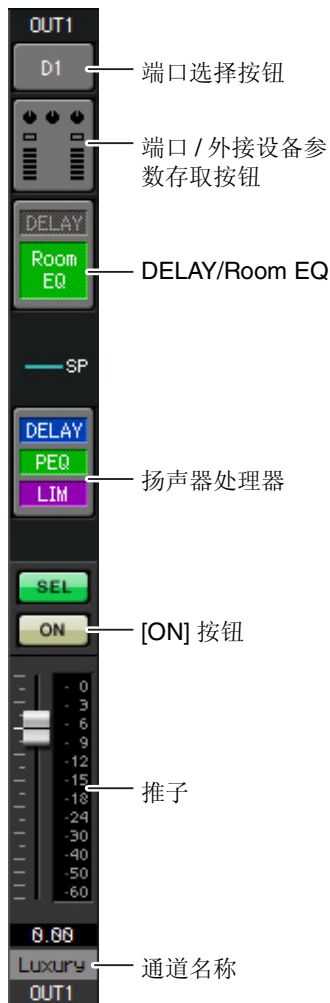 OUT1
D1
端口选择按钮
端口 / 外接设备参
数存取按钮
DELAY
Room
EQ
DELAY/Room EQ
SP
DELAY
PEQ
LIM
扬声器处理器
SEL
ON
[ON] 按钮
- 0
- 3
- 6
- 9
-12
-15
-18
-24
-30
-40
-50
-60
推子
0.00
Luxury
通道名称
OUT1